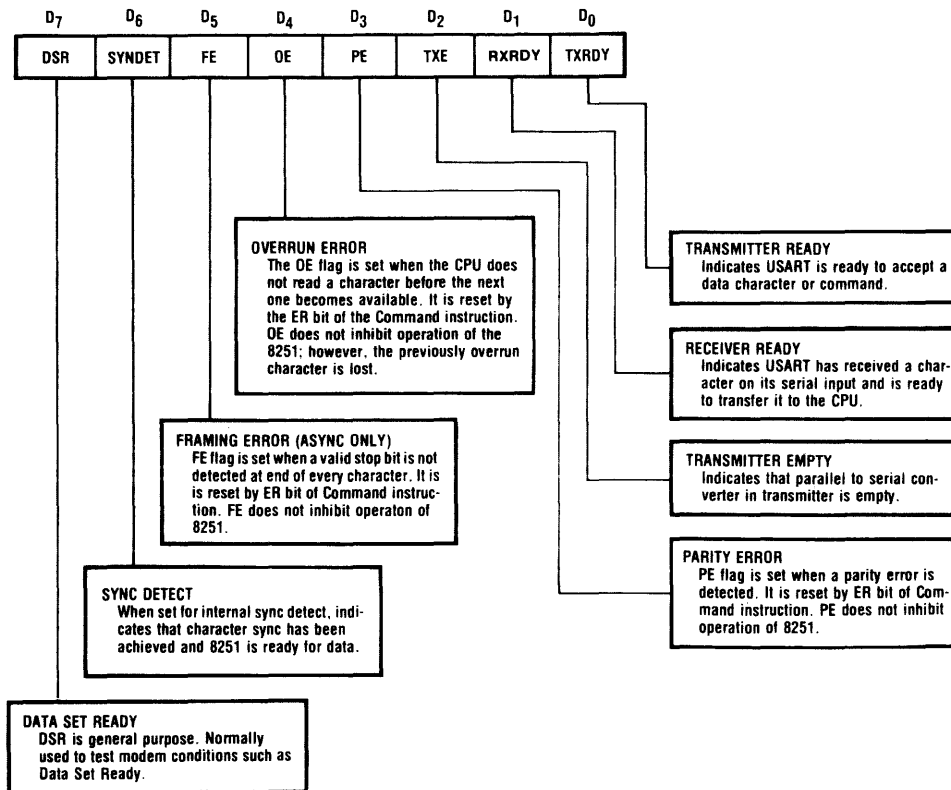 D7 D6 D5 D4 D3 D2 D1 D0
DSR SYNDET FE OE PE TXE RXRDY TXRDY
OVERRUN ERROR
The OE flag is set when the CPU does
not read a character before the next
one becomes available. It is reset by
the ER bit of the Command instruction.
OE does not inhibit operation of the
8251; however, the previously overrun
character is lost.
TRANSMITTER READY
Indicates USART is ready to accept a
data character or command.
RECEIVER READY
Indicates USART has received a char-
acter on its serial input and is ready
to transfer it to the CPU.
FRAMING ERROR (ASYNC ONLY)
FE flag is set when a valid stop bit is not
detected at end of every character. It is
is reset by ER bit of Command instruc-
tion. FE does not inhibit operaton of
8251.
TRANSMITTER EMPTY
Indicates that parallel to serial con-
verter in transmitter is empty.
PARITY ERROR
PE flag is set when a parity error is
detected. It is reset by ER bit of Com-
mand instruction. PE does not inhibit
operation of 8251.
SYNC DETECT
When set for internal sync detect, indi-
cates that character sync has been
achieved and 8251 is ready for data.
DATA SET READY
DSR is general purpose. Normally
used to test modem conditions such as
Data Set Ready.